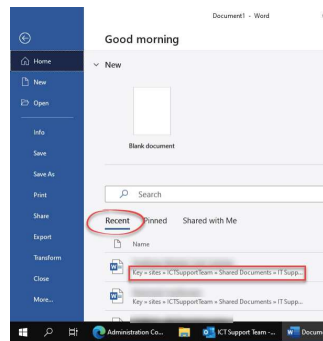 Document1 - Word
Good morning
Home
New
New
Open
Blank document
Info
Save
Save As
Search
Print
Share
Recent
Pinned
Shared with Me
Export
Name
Transform
Close
Key » sites » ICTSupportTeam » Shared Documents » IT Supp...
More...
Key » sites » ICTSupportTeam » Shared Documents » IT Supp...
Administration Co...
ICT Support Team -...
Docum